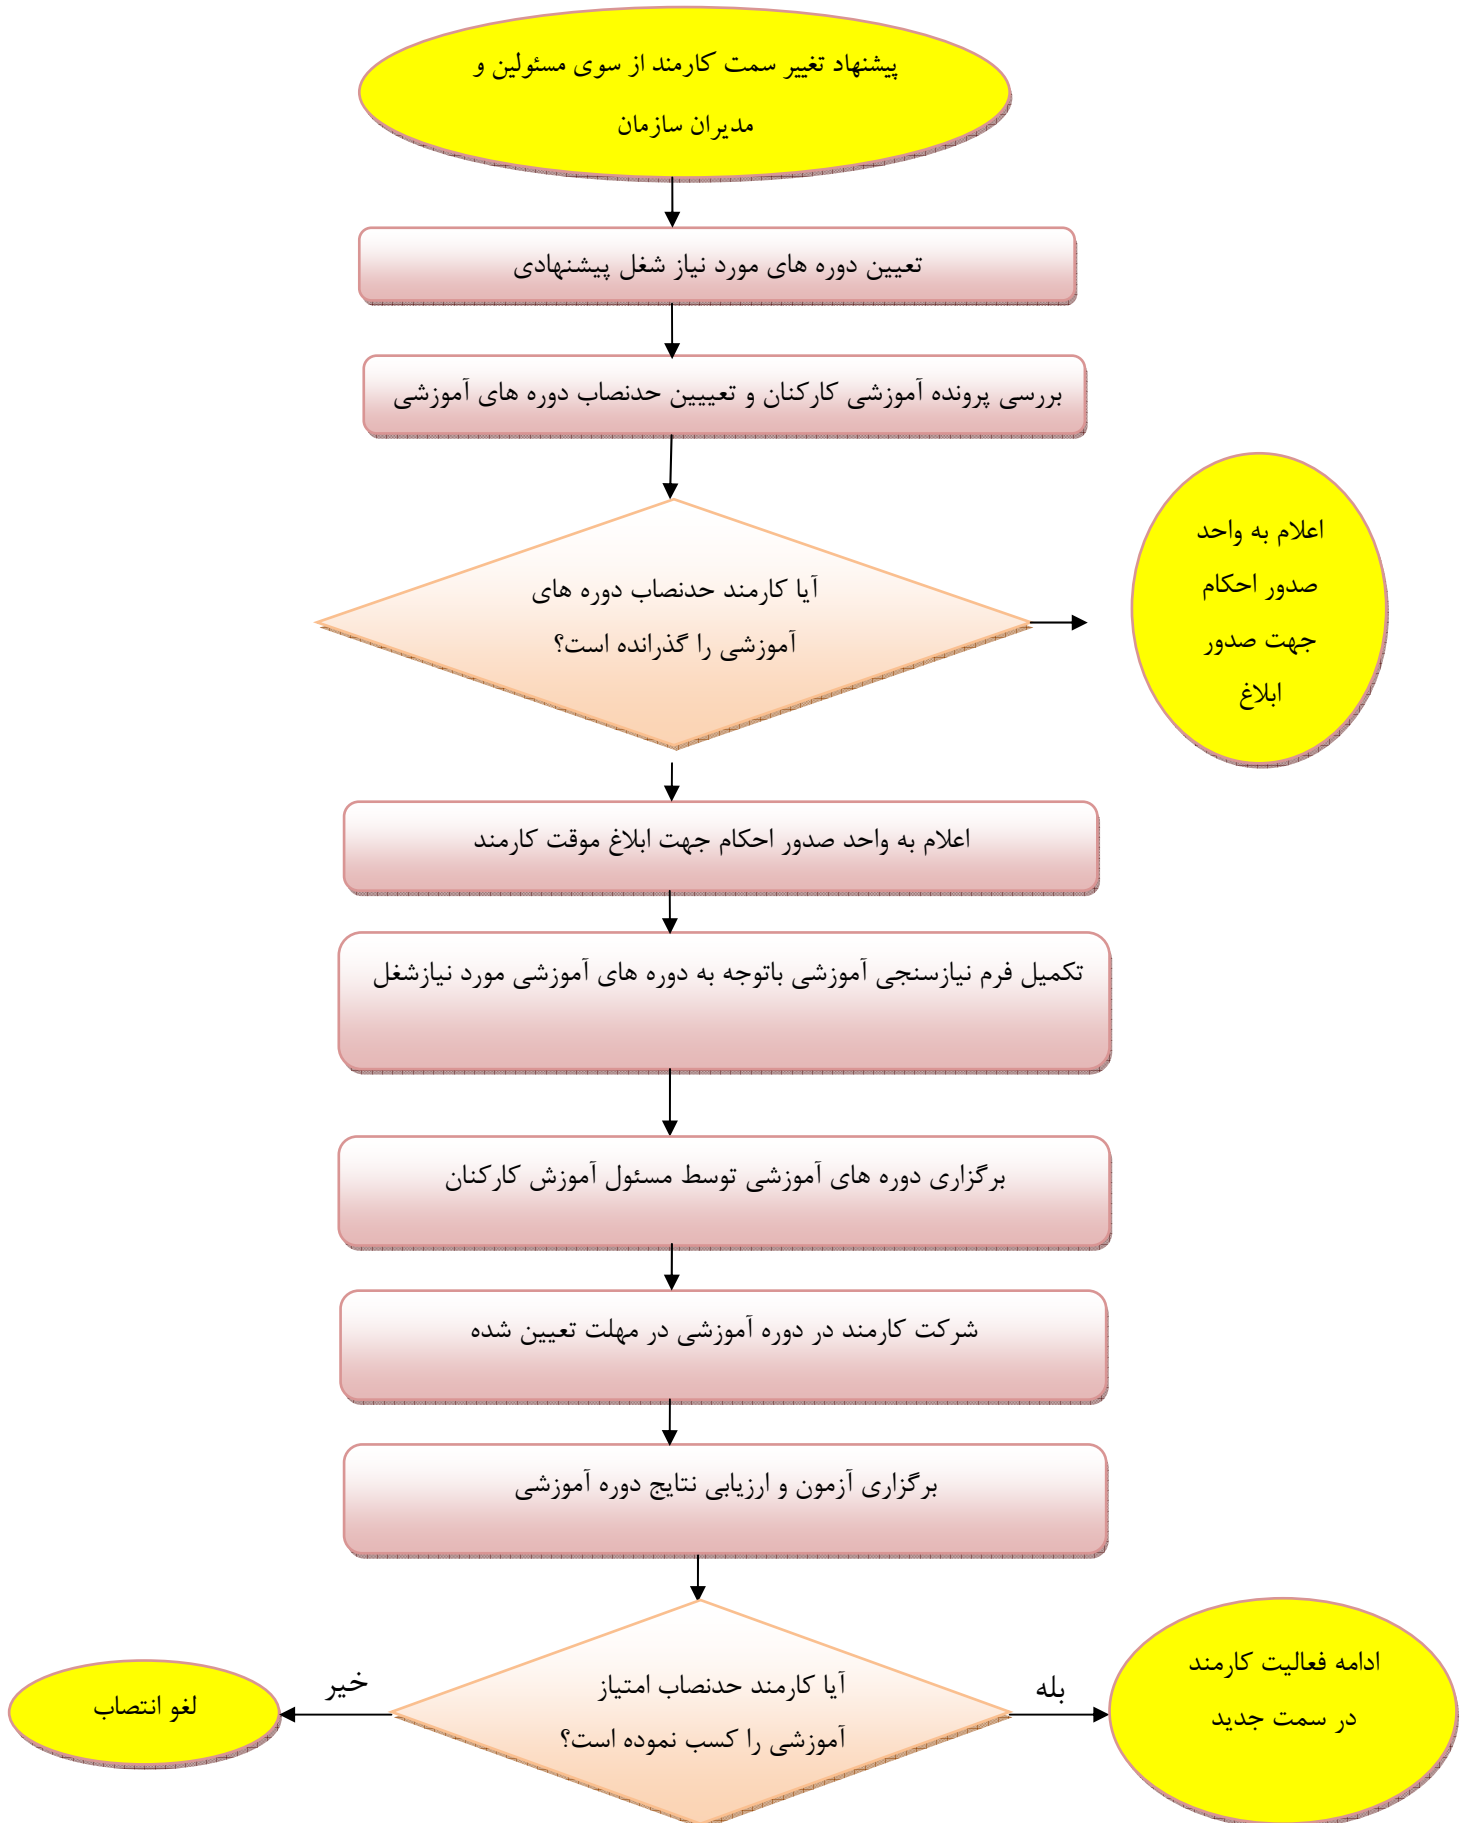 پیشنهاد تغییر سمت کارمند از سوی مسئولین و
مدیران سازمان
تعیین دوره های مورد نیاز شغل پیشنهادی
بررسی پرونده آموزشی کارکنان و تعییین حدنصاب دوره های آموزشی
آیا کارمند حدنصاب دوره های
آموزشی را گذرانده است؟
اعلام به واحد
صدور احکام
جهت صدور
ابلاغ
اعلام به واحد صدور احکام جهت ابلاغ موقت کارمند
تکمیل فرم نیازسنجی آموزشی باتوجه به دوره های آموزشی مورد نیازشغل
برگزاری دوره های آموزشی توسط مسئول آموزش کارکنان
شرکت کارمند در دوره آموزشی در مهلت تعیین شده
برگزاری آزمون و ارزیابی نتایج دوره آموزشی
آیا کارمند حدنصاب امتیاز
آموزشی را کسب نموده است؟
بله
ادامه فعالیت کارمند
در سمت جدید
خیر
لغو انتصاب